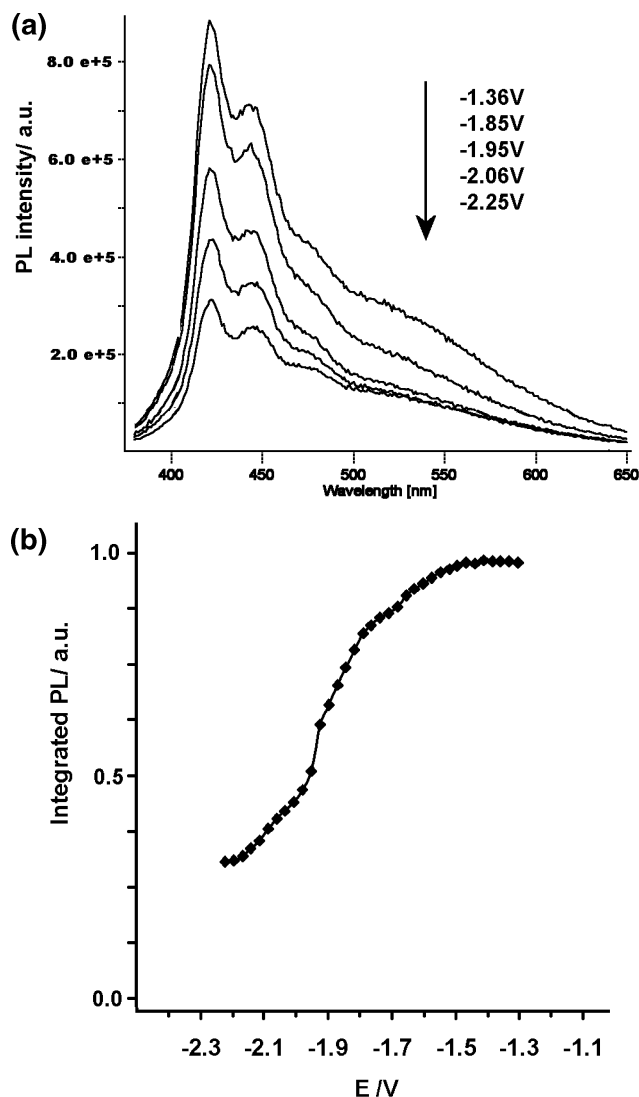 (a)
PL intensity/ a.u.
8.0 e+5
6.0 e+5
4.0 e+5
2.0 e+5
-1.36V
-1.85V
-1.95V
-2.06V
-2.25V
400 450 500 550 600 650
Wavelength [nm]
(b)
Integrated PL/ a.u.
1.0
0.5
0.0
-2.3 -2.1 -1.9 -1.7 -1.5 -1.3 -1.1
E /V